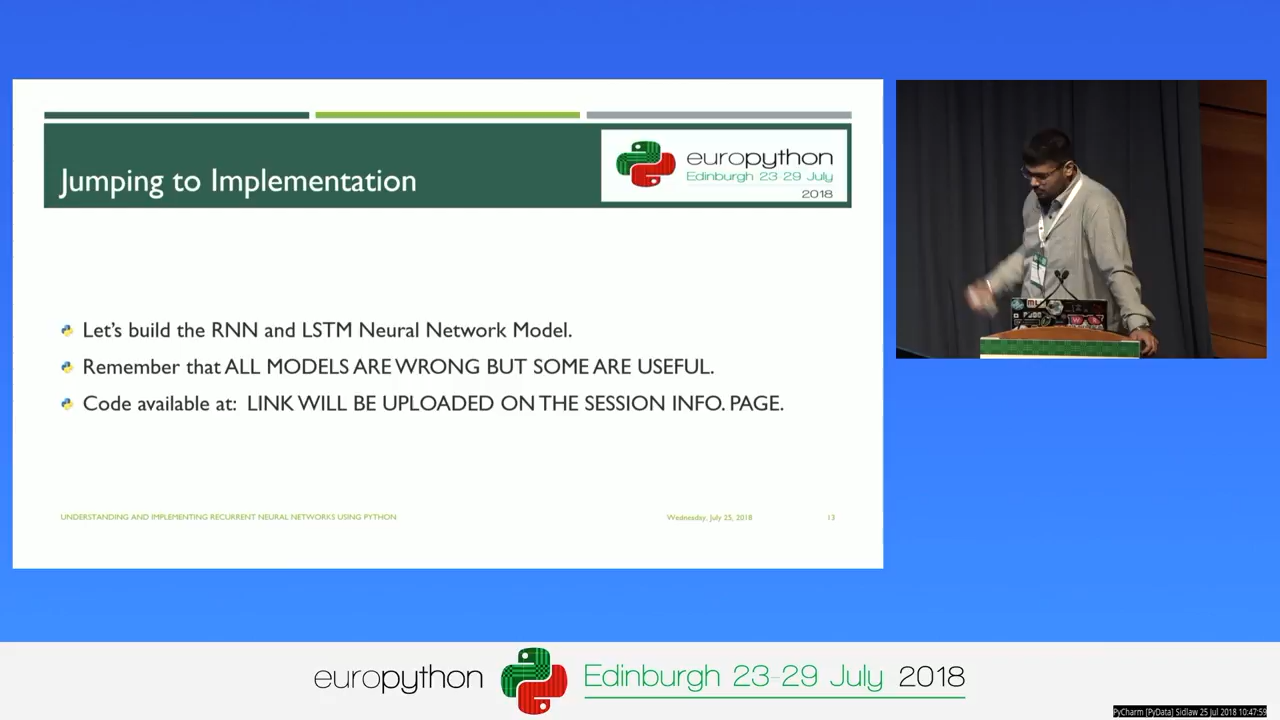 Jumping to Implementation
europython
Edinburgh 23-29 July
2018
Let's build the RNN and LSTM Neural Network Model.
Remember that ALL MODELS ARE WRONG BUT SOME ARE USEFUL.
Code available at: LINK WILL BE UPLOADED ON THE SESSION INFO. PAGE.
UNDERSTANDING AND IMPLEMENTING RECURRENT NEURAL NETWORKS USING PYTHON
Wednesday, July 25, 2018
13
europython Edinburgh 23-29 July 2018
PyCharm [PyData] Sidlaw 25 Jul 2018 10:47:59